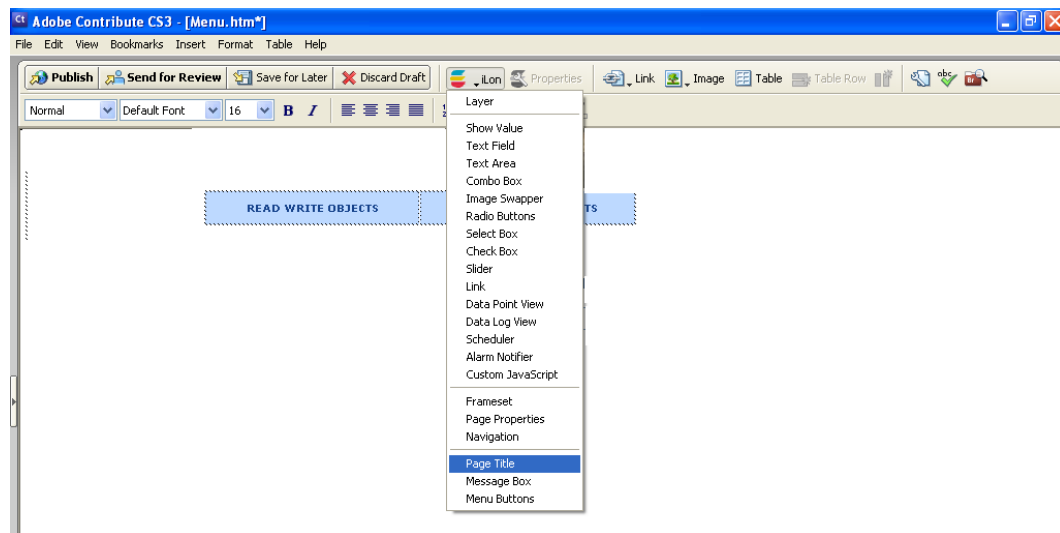 Ct Adobe Contribute CS3 - [Menu.htm*]
File Edit View Bookmarks Insert Format Table Help
Publish Send for Review Save for Later Discard Draft iLon Properties Link Image Table Table Row abc
Normal Default Font 16 B I
Layer
Show Value
Text Field
Text Area
Combo Box
Image Swapper
Radio Buttons
Select Box
Check Box
Slider
Link
Data Point View
Data Log View
Scheduler
Alarm Notifier
Custom JavaScript
Frameset
Page Properties
Navigation
Page Title
Message Box
Menu Buttons
READ WRITE OBJECTS
TS